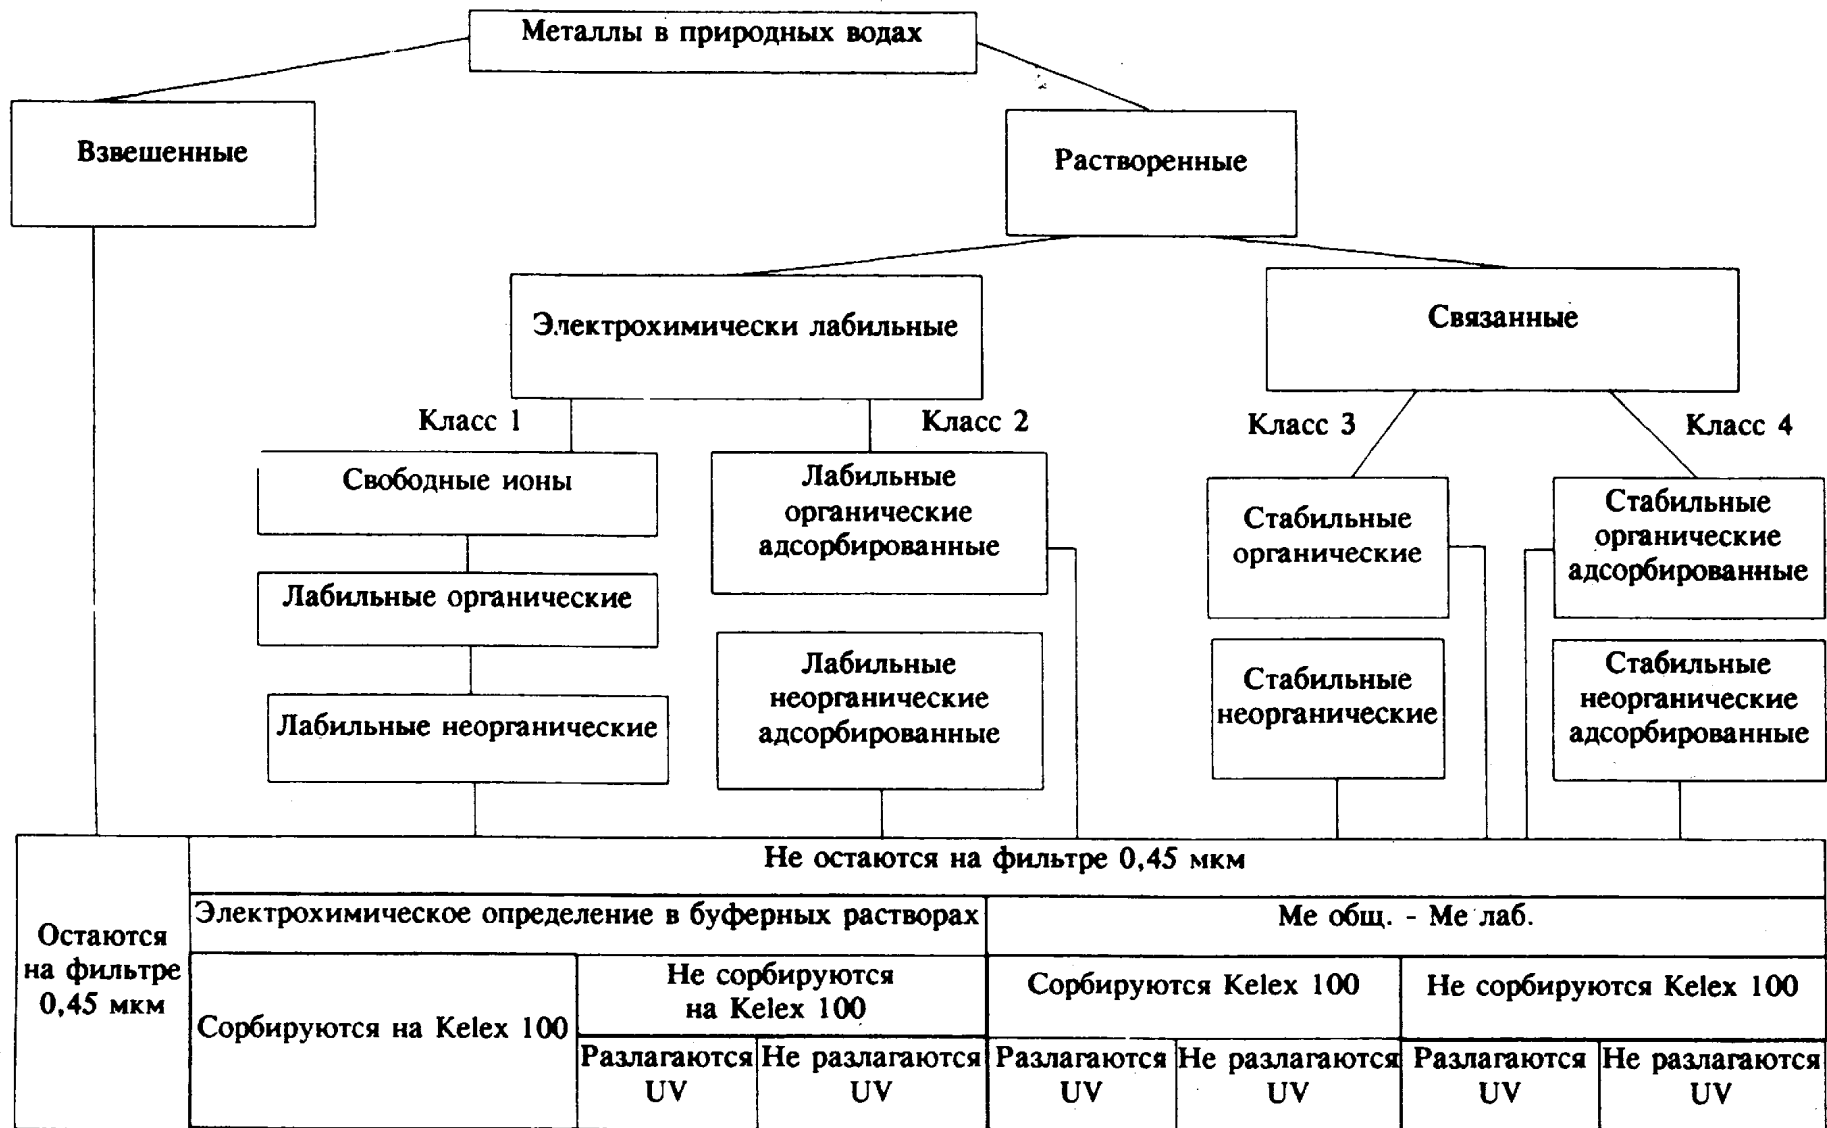 Металлы в природных водах
Взвешенные
Растворенные
Электрохимически лабильные
Связанные
Класс 1
Класс 2
Класс 3
Класс 4
Свободные ионы
Лабильные органические
Лабильные неорганические
Лабильные
органические
адсорбированные
Лабильные
неорганические
адсорбированные
Стабильные
органические
Стабильные
неорганические
Стабильные
органические
адсорбированные
Стабильные
неорганические
адсорбированные
Остаются
на фильтре
0,45 мкм
Не остаются на фильтре 0,45 мкм
Электрохимическое определение в буферных растворах
Ме общ. - Ме лаб.
Сорбируются на Kelex 100
Не сорбируются
на Kelex 100
Сорбируются Kelex 100
Не сорбируются Kelex 100
Разлагаются
UV
Не разлагаются
UV
Разлагаются
UV
Не разлагаются
UV
Разлагаются
UV
Не разлагаются
UV